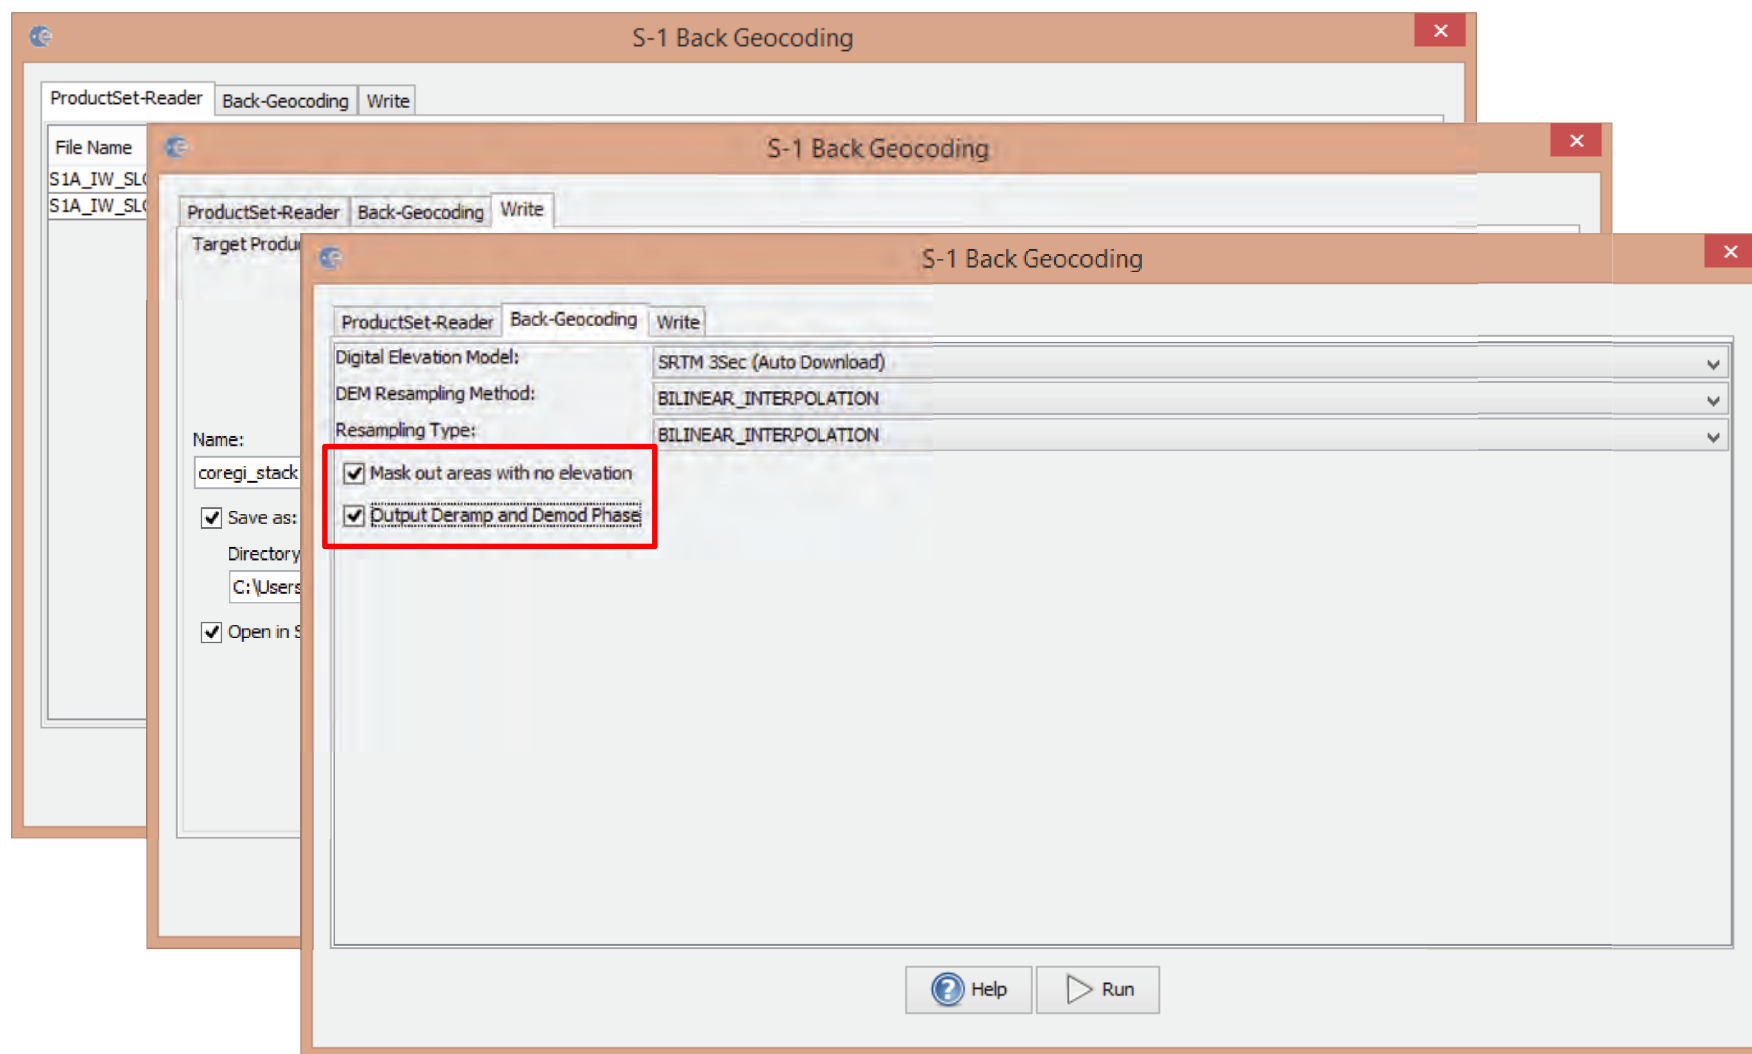 S-1 Back Geocoding
ProductSet-Reader Back-Geocoding Write
File Name
S1A_IW_SLC
S1A_IW_SLC
S-1 Back Geocoding
ProductSet-Reader Back-Geocoding Write
Target Produ
Name:
coregi_stack
Save as:
Directory
C:\Users
Open in S
S-1 Back Geocoding
ProductSet-Reader Back-Geocoding Write
Digital Elevation Model: SRTM 3Sec (Auto Download)
DEM Resampling Method: BILINEAR_INTERPOLATION
Resampling Type: BILINEAR_INTERPOLATION
Mask out areas with no elevation
Output Deramp and Demod Phase
Help Run